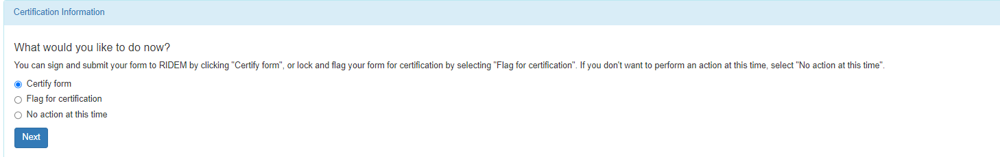 Certification Information
What would you like to do now?
You can sign and submit your form to RIDEM by clicking "Certify form", or lock and flag your form for certification by selecting "Flag for certification". If you don't want to perform an action at this time, select "No action at this time".
Certify form
Flag for certification
No action at this time
Next